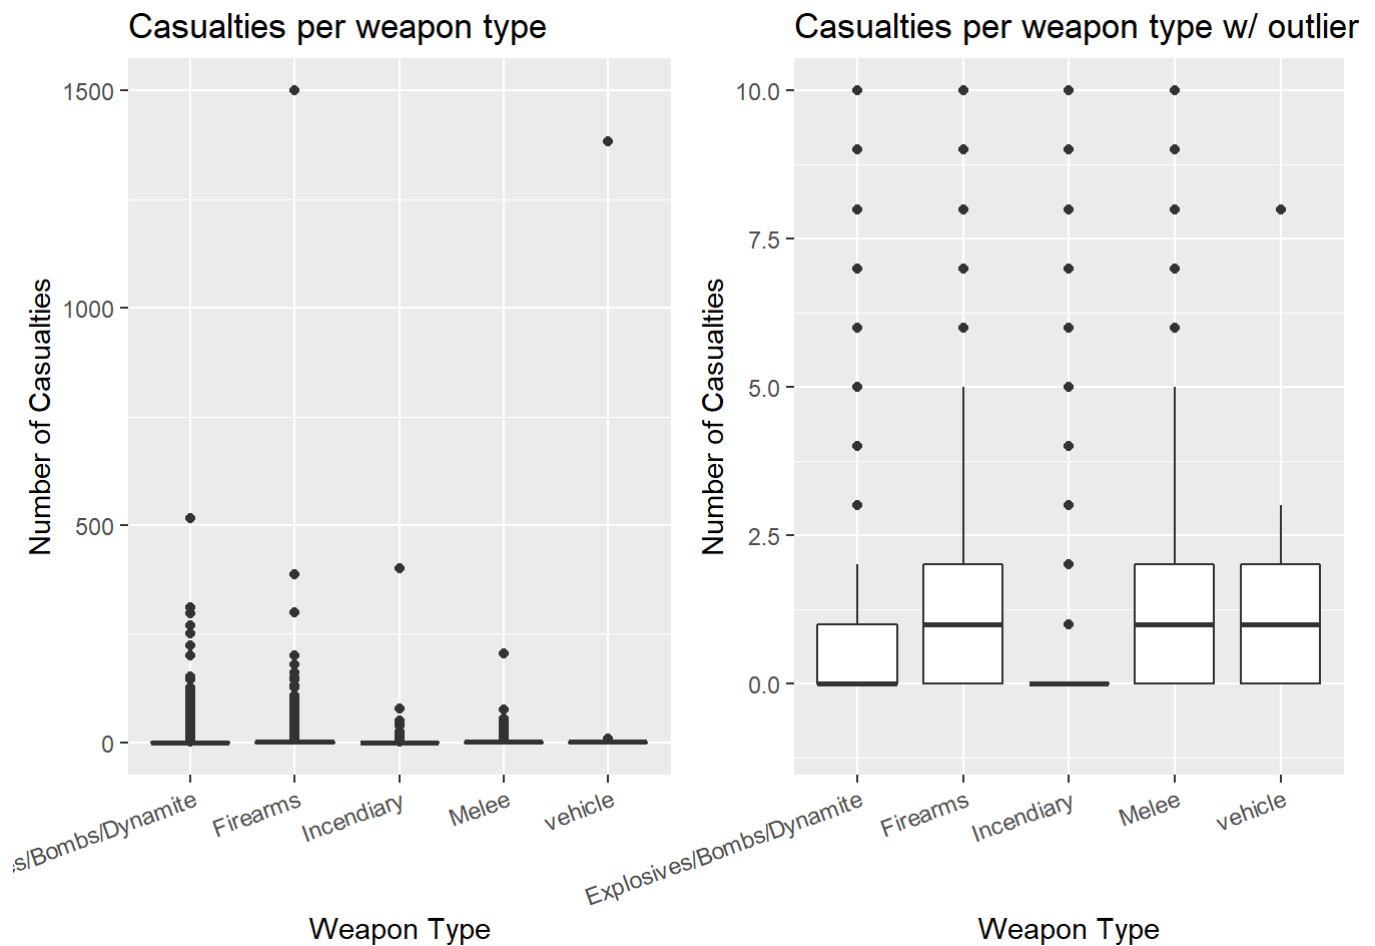 Casualties per weapon type
Number of Casualties
1500
1000
500
0
s/Bombs/Dynamite
Firearms
Incendiary
Melee
vehicle
Weapon Type
Casualties per weapon type w/ outlier
Number of Casualties
10.0
7.5
5.0
2.5
0.0
Explosives/Bombs/Dynamite
Firearms
Incendiary
Melee
vehicle
Weapon Type